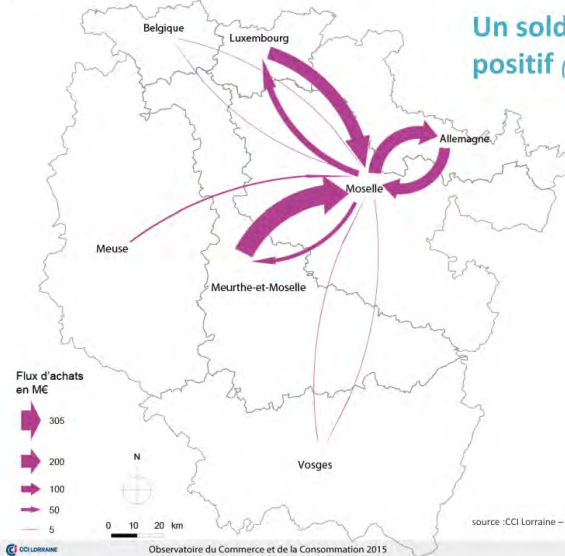 Un sold
positif (
Belgique
Luxembourg
Allemagne
Moselle
Meuse
Meurthe-et-Moselle
Vosges
Flux d'achats
en M€
305
200
100
50
5
N
0 10 20 km
source :CCI Lorraine –
CCI LORRAINE
Observatoire du Commerce et de la Consommation 2015